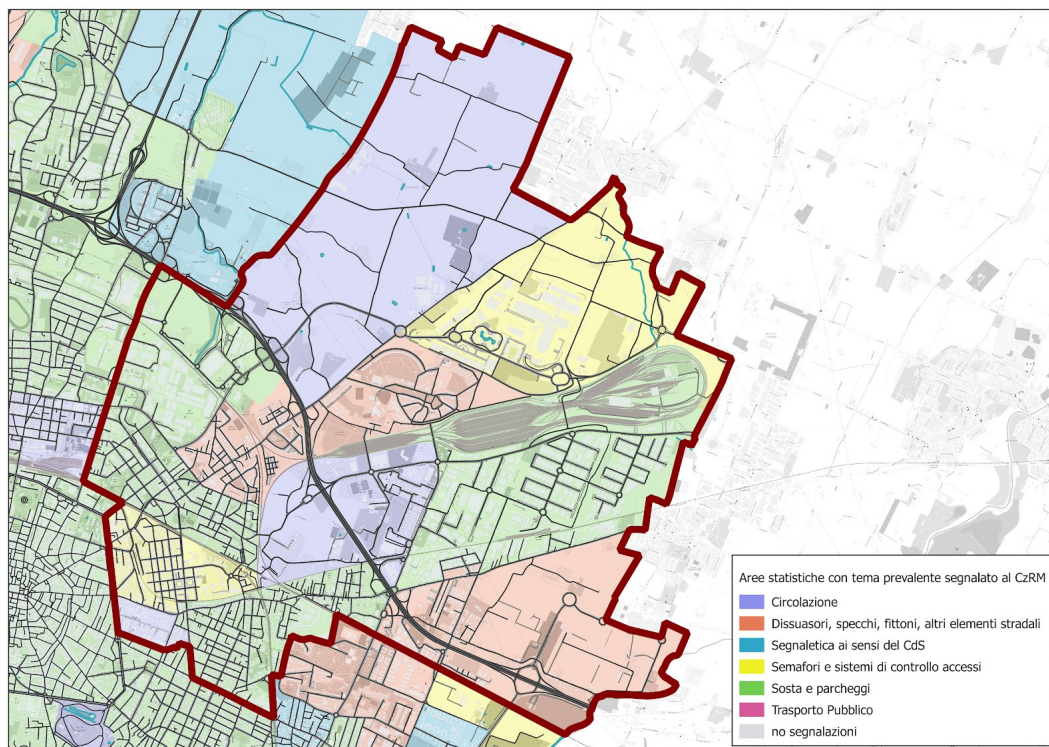 Aree statistiche con tema prevalente segnalato al CzRM
Circolazione
Dissuasori, specchi, fittoni, altri elementi stradali
Segnaletica ai sensi del CdS
Semafori e sistemi di controllo accessi
Sosta e parcheggi
Trasporto Pubblico
no segnalazioni